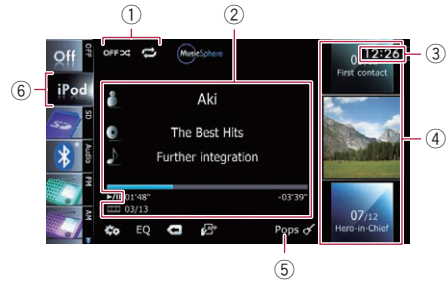 ① ② ③ ④ ⑤ ⑥
Off
OFF
iPod
SD
Audio
FM
AM
OFF
MusicSphere
Aki
The Best Hits
Further integration
01'48"
-03'39"
03/13
EQ
App
Pops
12:26
First contact
07/12
Hero-in-Chief